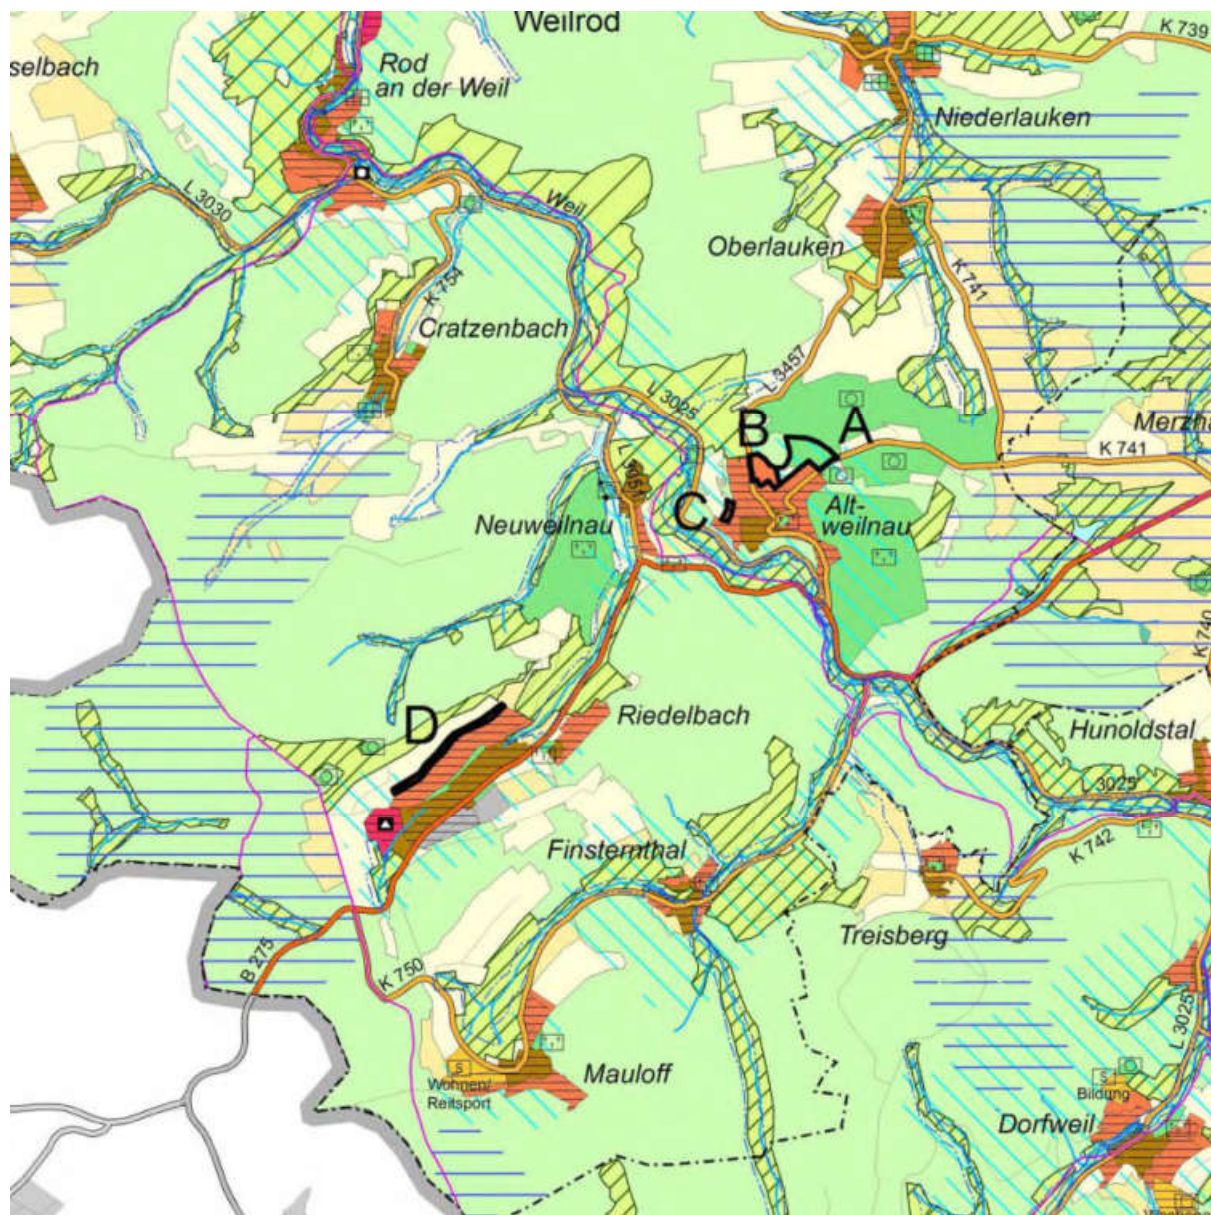 Weilrod
K 739
selbach
Rod
an der Weil
Niederlauken
L 3030
Weil
Oberlauken
K 741
K 754
Cratzenbach
L 3457
L 3025
B
A
Merzha
K 741
L 3051
C
Neuweilnau
Alt-
weilnau
K 740
D
Riedelbach
Hunoldstal
L 3025
K 742
Finsternthal
Treisberg
B 275
K 750
L 3025
Mauloff
S
Wohnen/
Reitsport
S
Bildung
Dorfweil